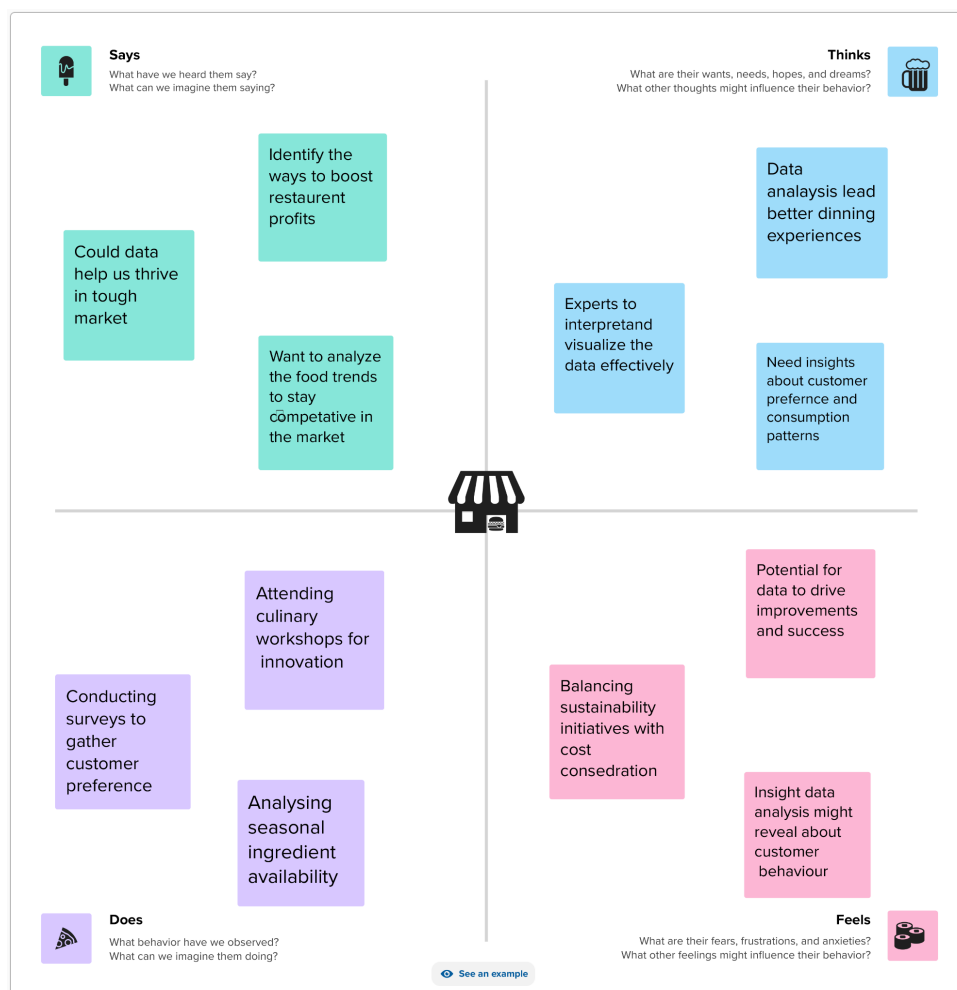 Says
What have we heard them say?
What can we imagine them saying?
Thinks
What are their wants, needs, hopes, and dreams?
What other thoughts might influence their behavior?
Identify the
ways to boost
restaurent
profits
Could data
help us thrive
in tough
market
Want to analyze
the food trends
to stay
competative in
the market
Data
analaysis lead
better dinning
experiences
Experts to
interpretand
visualize the
data effectively
Need insights
about customer
prefernce and
consumption
patterns
Attending
culinary
workshops for
innovation
Conducting
surveys to
gather
customer
preference
Analysing
seasonal
ingredient
availability
Potential for
data to drive
improvements
and success
Balancing
sustainability
initiatives with
cost
consedration
Insight data
analysis might
reveal about
customer
behaviour
Does
What behavior have we observed?
What can we imagine them doing?
Feels
What are their fears, frustrations, and anxieties?
What other feelings might influence their behavior?
See an example